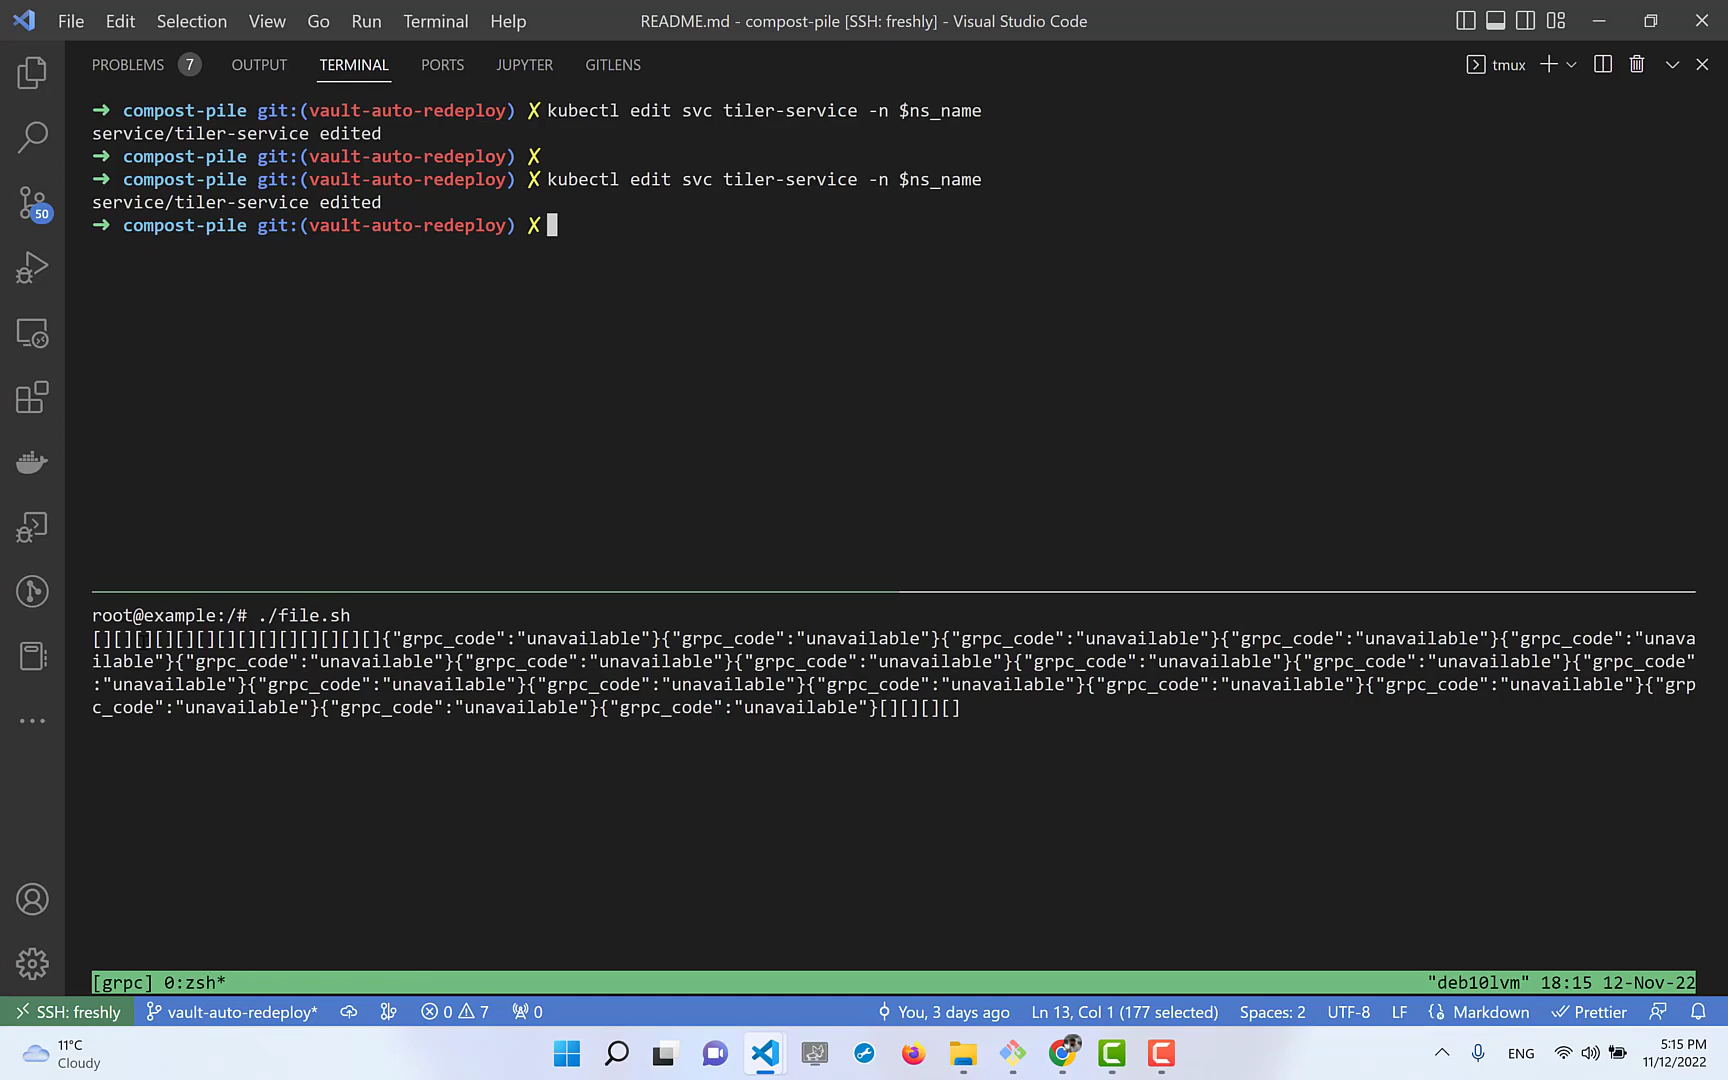 File Edit Selection View Go Run Terminal Help
README.md - compost-pile [SSH: freshly] - Visual Studio Code
PROBLEMS 7 OUTPUT TERMINAL PORTS JUPYTER GITLENS
tmux
➜ compost-pile git:(vault-auto-redeploy) ✗ kubectl edit svc tiler-service -n $ns_name
service/tiler-service edited
➜ compost-pile git:(vault-auto-redeploy) ✗
➜ compost-pile git:(vault-auto-redeploy) ✗ kubectl edit svc tiler-service -n $ns_name
service/tiler-service edited
➜ compost-pile git:(vault-auto-redeploy) ✗
50
root@example:/# ./file.sh
[][][][][][][][][][][][][][]{"grpc_code":"unavailable"}{"grpc_code":"unavailable"}{"grpc_code":"unavailable"}{"grpc_code":"unavailable"}{"grpc_code":"unava
ilable"}{"grpc_code":"unavailable"}{"grpc_code":"unavailable"}{"grpc_code":"unavailable"}{"grpc_code":"unavailable"}{"grpc_code":"unavailable"}{"grpc_code"
:"unavailable"}{"grpc_code":"unavailable"}{"grpc_code":"unavailable"}{"grpc_code":"unavailable"}{"grpc_code":"unavailable"}{"grpc_code":"unavailable"}{"grp
c_code":"unavailable"}{"grpc_code":"unavailable"}{"grpc_code":"unavailable"}[][][][]
[grpc] 0:zsh* "deb10lvm" 18:15 12-Nov-22
SSH: freshly vault-auto-redeploy* 0 7 0 You, 3 days ago Ln 13, Col 1 (177 selected) Spaces: 2 UTF-8 LF Markdown Prettier
11°C
Cloudy
ENG
5:15 PM
11/12/2022